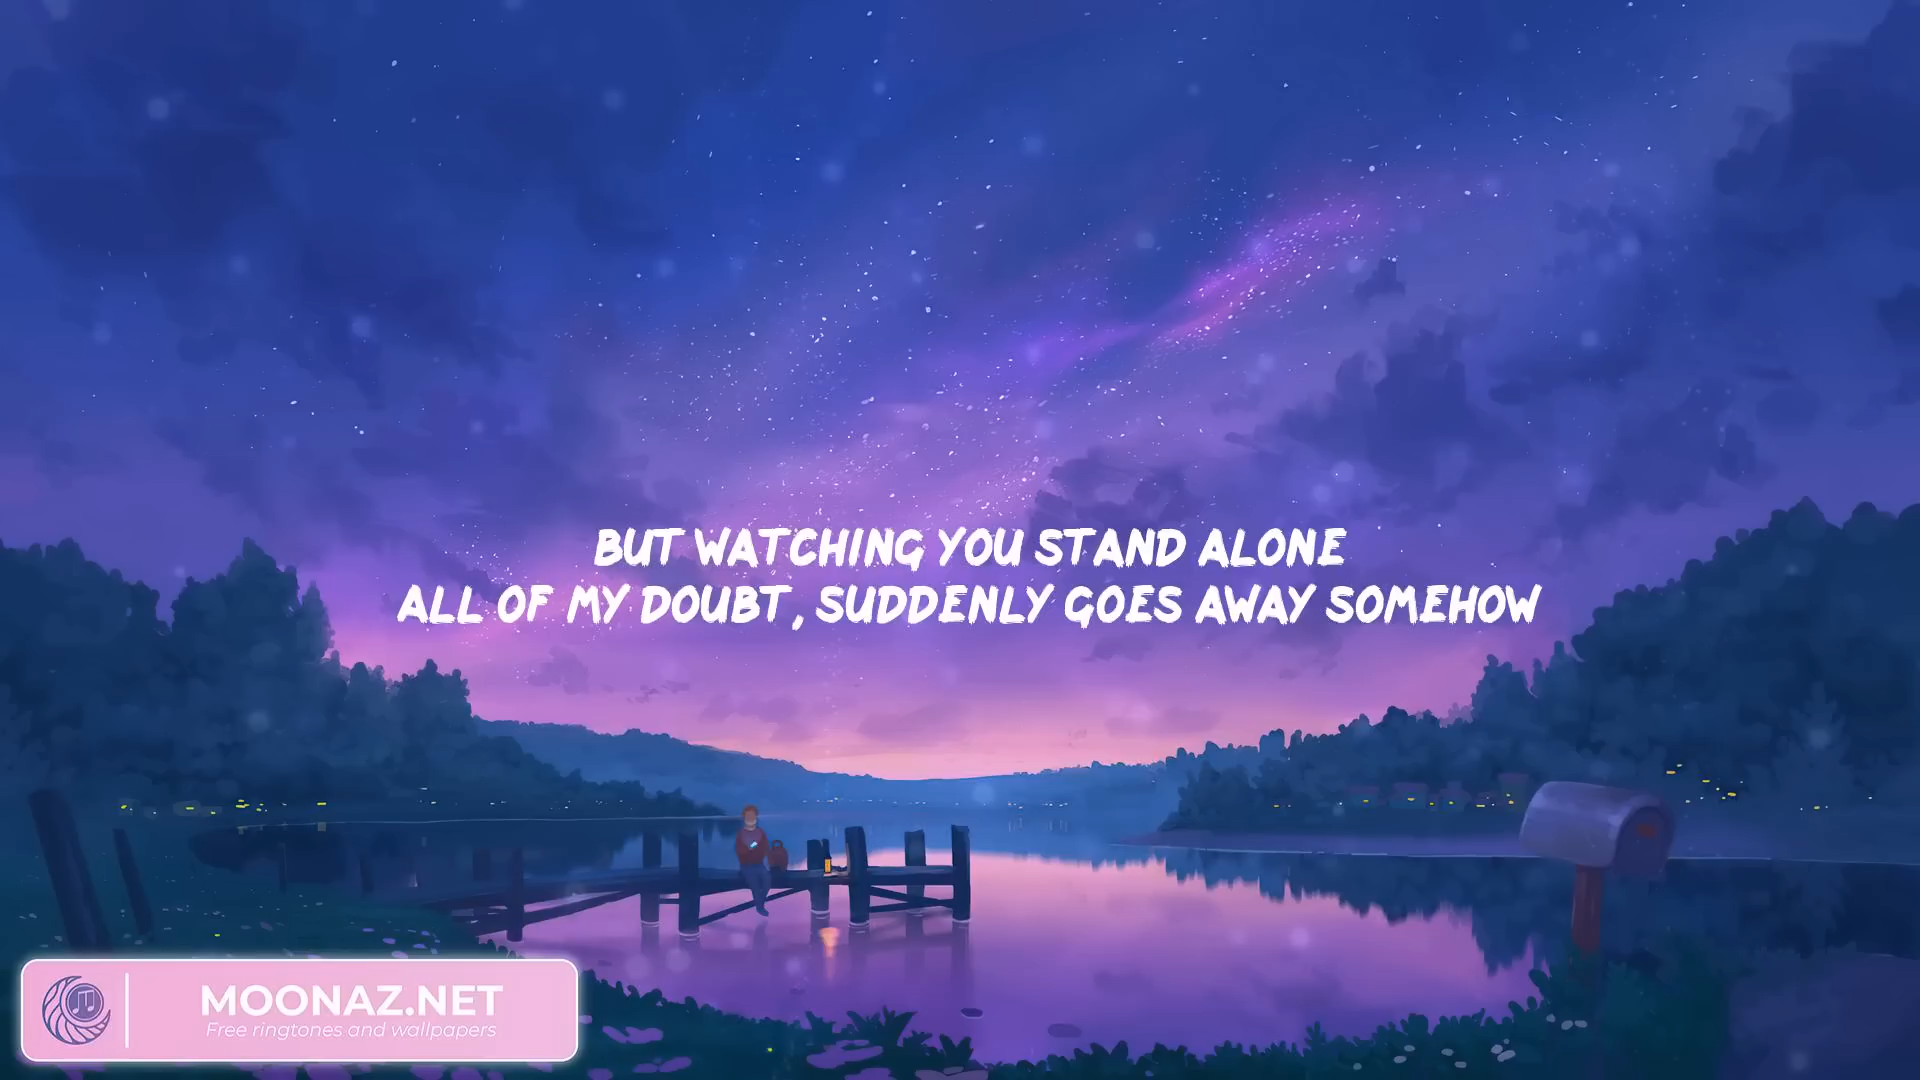 BUT WATCHING YOU STAND ALONE
ALL OF MY DOUBT, SUDDENLY GOES AWAY SOMEHOW
MOONAZ.NET
Free ringtones and wallpapers